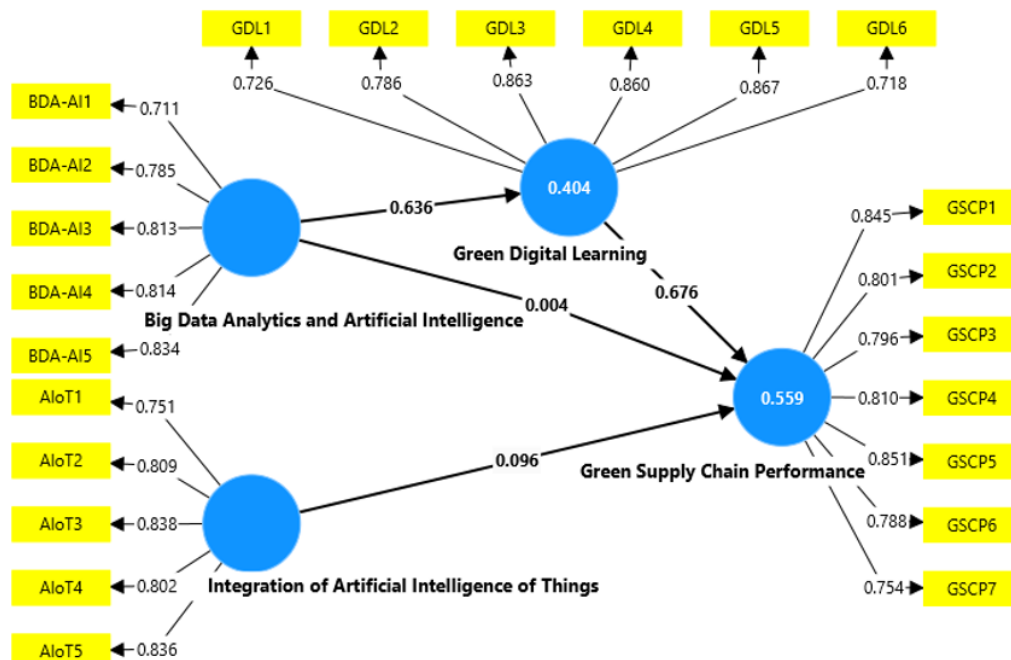 GDL1
GDL2
GDL3
GDL4
GDL5
GDL6
0.726
0.786
0.863
0.860
0.867
0.718
BDA-AI1
0.711
BDA-AI2
0.785
BDA-AI3
0.813
BDA-AI4
0.814
BDA-AI5
0.834
Big Data Analytics and Artificial Intelligence
0.636
0.404
Green Digital Learning
0.004
0.676
AIoT1
0.751
AIoT2
0.809
AIoT3
0.838
AIoT4
0.802
AIoT5
0.836
Integration of Artificial Intelligence of Things
0.096
0.559
Green Supply Chain Performance
0.845
GSCP1
0.801
GSCP2
0.796
GSCP3
0.810
GSCP4
0.851
GSCP5
0.788
GSCP6
0.754
GSCP7